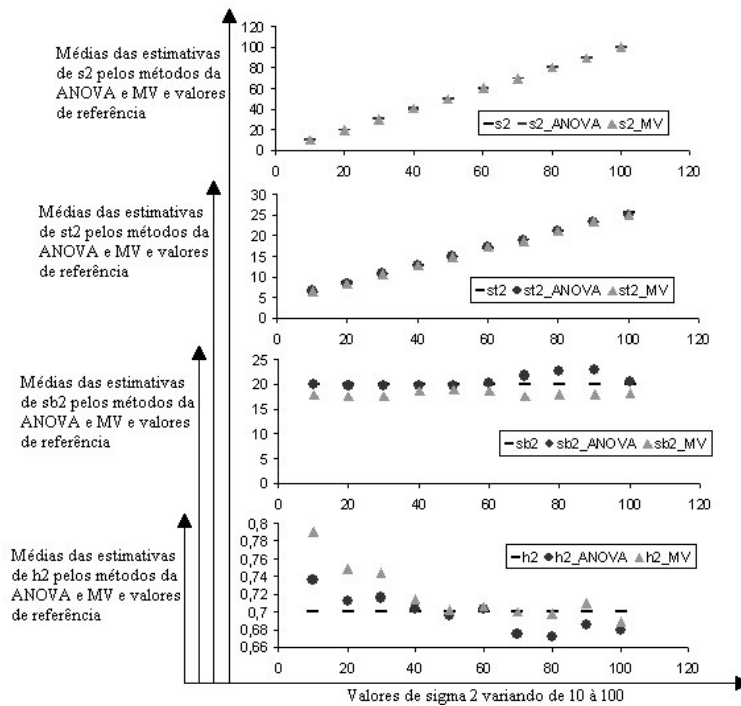 Médias das estimativas
de s2 pelos métodos da
ANOVA e MV e valores
de referência
120
100
80
60
40
20
0
0 20 40 60 80 100 120
s2 s2_ANOVA s2_MV
Médias das estimativas
de st2 pelos métodos da
ANOVA e MV e valores
de referência
30
25
20
15
10
5
0
0 20 40 60 80 100 120
st2 st2_ANOVA st2_MV
Médias das estimativas
de sb2 pelos métodos da
ANOVA e MV e valores
de referência
25
20
15
10
5
0
0 20 40 60 80 100 120
sb2 sb2_ANOVA sb2_MV
Médias das estimativas
de h2 pelos métodos da
ANOVA e MV e valores
de referência
0,8
0,78
0,76
0,74
0,72
0,7
0,68
0,66
0 20 40 60 80 100 120
h2 h2_ANOVA h2_MV
Valores de sigma 2 variando de 10 à 100